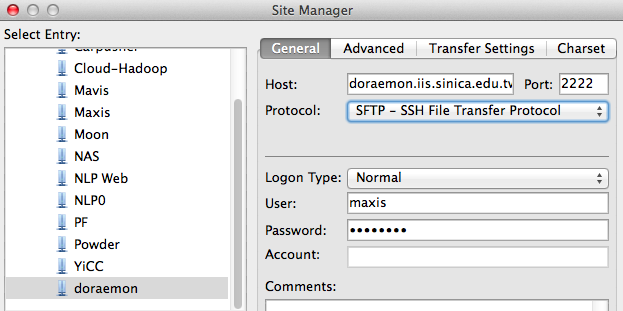 Site Manager
Select Entry:
Carpusher
Cloud-Hadoop
Mavis
Maxis
Moon
NAS
NLP Web
NLP0
PF
Powder
YiCC
doraemon
General
Advanced
Transfer Settings
Charset
Host:
doraemon.iis.sinica.edu.tw
Port:
2222
Protocol:
SFTP - SSH File Transfer Protocol
Logon Type:
Normal
User:
maxis
Password:
••••••••
Account:
Comments: